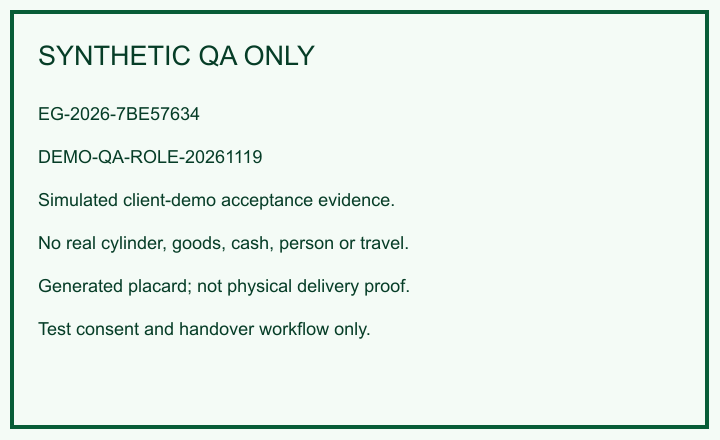 SYNTHETIC QA ONLY
EG-2026-7BE57634
DEMO-QA-ROLE-20261119
Simulated client-demo acceptance evidence.
No real cylinder, goods, cash, person or travel.
Generated placard; not physical delivery proof.
Test consent and handover workflow only.